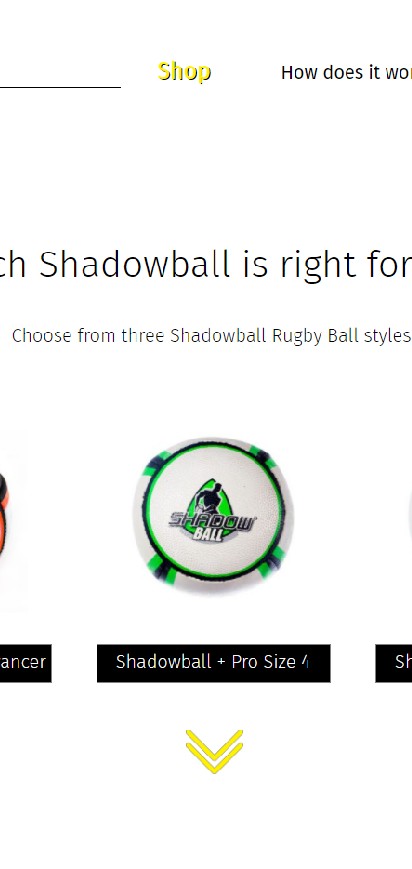 Shop
How does it wor
ch Shadowball is right for
Choose from three Shadowball Rugby Ball styles
SHADOW
BALL
ancer
Shadowball + Pro Size 4
Sh